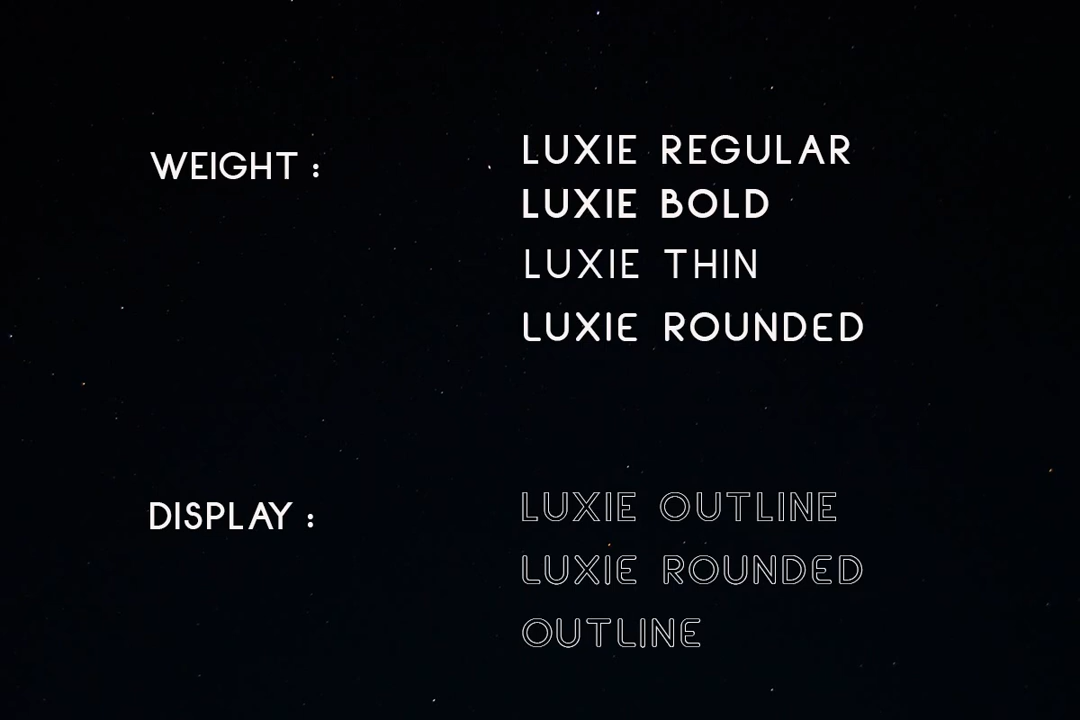 WEIGHT :
LUXIE REGULAR
LUXIE BOLD
LUXIE THIN
LUXIE ROUNDED
DISPLAY :
LUXIE OUTLINE
LUXIE ROUNDED
OUTLINE